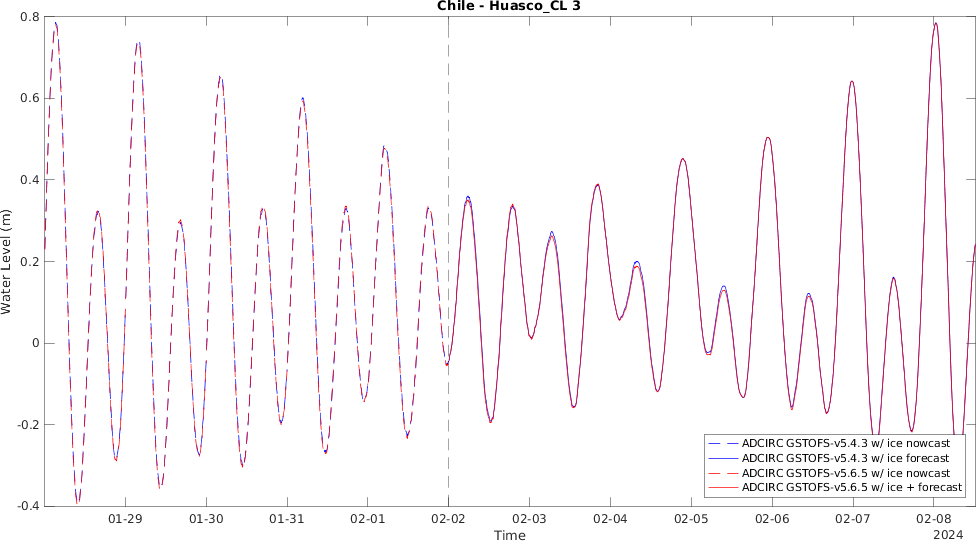 Chile - Huasco_CL 3
Water Level (m)
0.8
0.6
0.4
0.2
0
-0.2
-0.4
01-29
01-30
01-31
02-01
02-02
02-03
02-04
02-05
02-06
02-07
02-08
Time
2024
ADCIRC GSTOFS-v5.4.3 w/ ice nowcast
ADCIRC GSTOFS-v5.4.3 w/ ice forecast
ADCIRC GSTOFS-v5.6.5 w/ ice nowcast
ADCIRC GSTOFS-v5.6.5 w/ ice + forecast